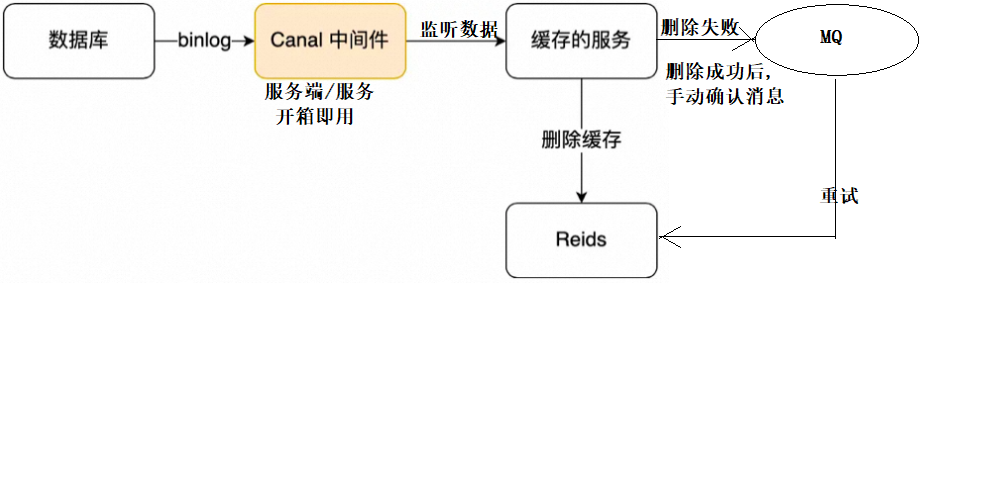 数据库
binlog
Canal 中间件
监听数据
缓存的服务
删除失败
MQ
服务端/服务
开箱即用
删除成功后,
手动确认消息
删除缓存
重试
Reids